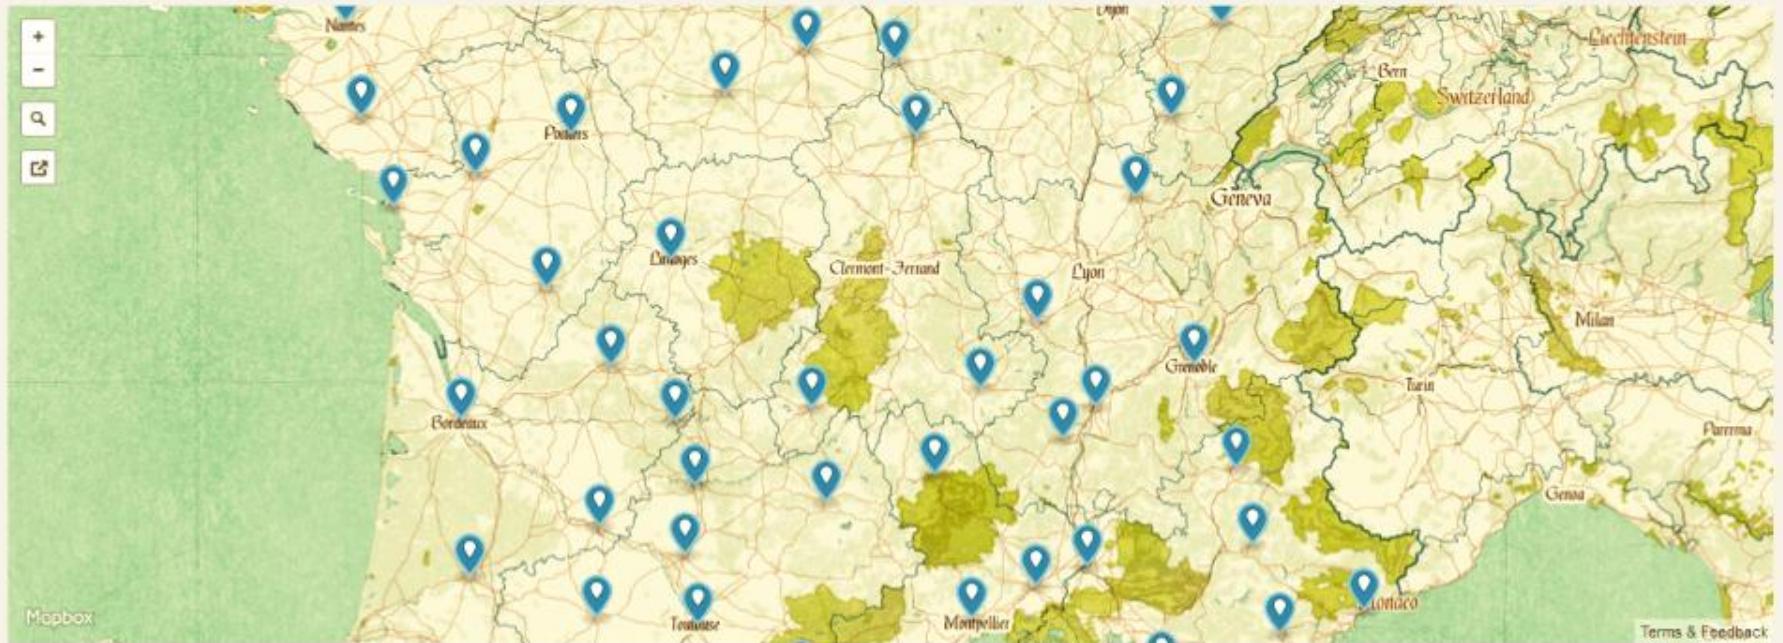 Nantes
Dijon
Liechtenstein
Bern
Switzerland
Poitiers
Geneva
Limoges
Clermont-Ferrand
Lyon
Milan
Grenoble
Turin
Bordeaux
Parerma
Genoa
Monaco
Toulouse
Montpellier
Mapbox
Terms & Feedback